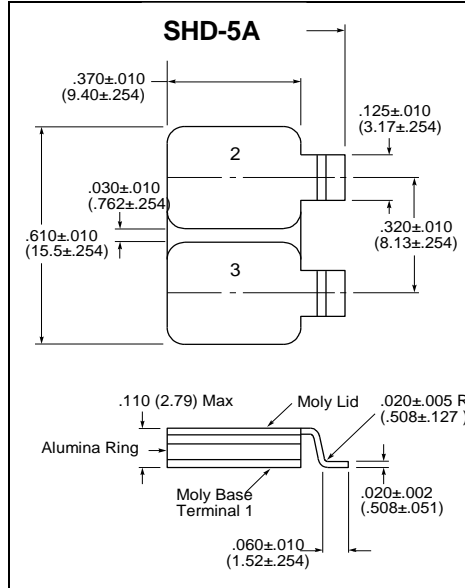 SHD-5A
.370±.010
(9.40±.254)
.125±.010
(3.17±.254)
2
.030±.010
(.762±.254)
.320±.010
(8.13±.254)
.610±.010
(15.5±.254)
3
.110 (2.79) Max
Moly Lid
.020±.005 R
(.508±.127 )
Alumina Ring
Moly Base
Terminal 1
.020±.002
(.508±.051)
.060±.010
(1.52±.254)